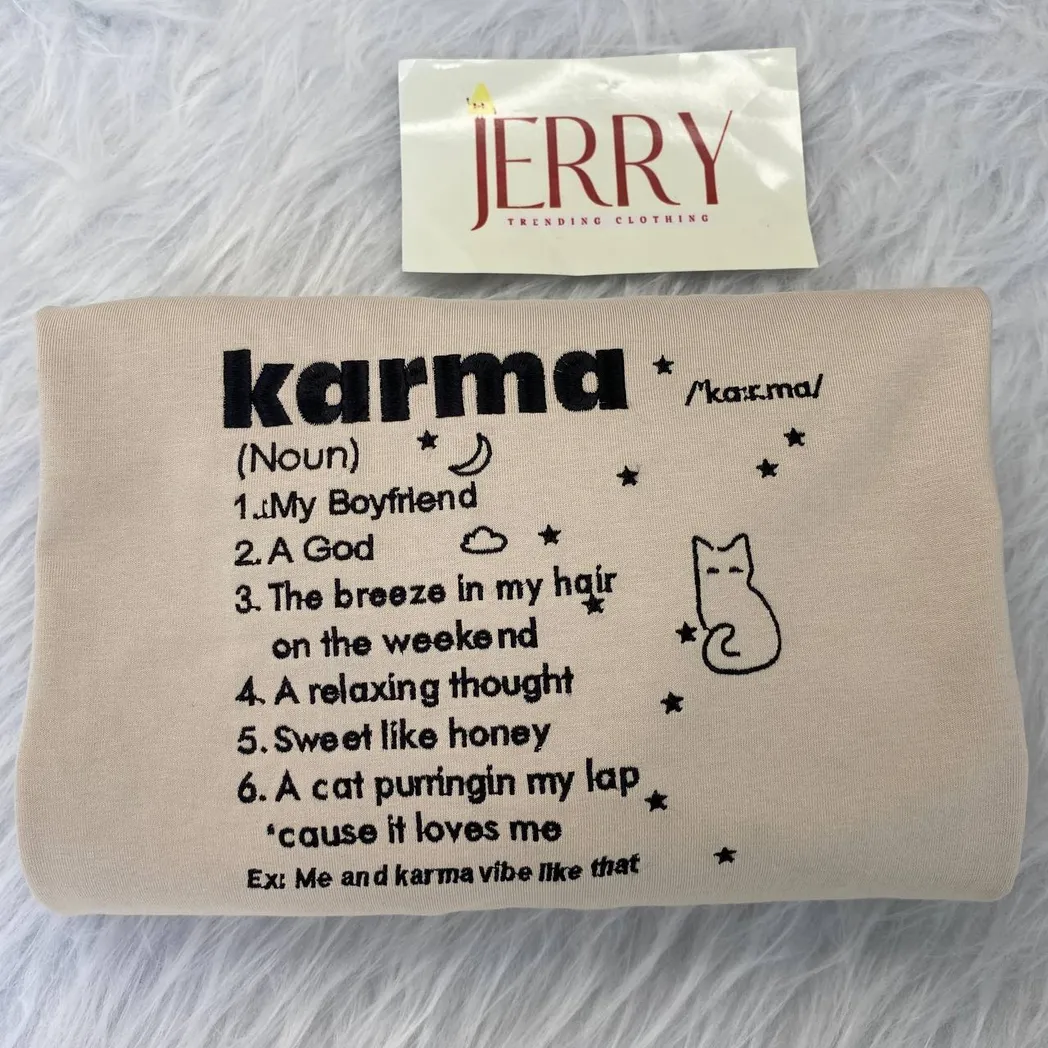 JERRY
TRENDING CLOTHING
karma
/'ka:r.ma/
(Noun)
1. My Boyfriend
2. A God
3. The breeze in my hair
on the weekend
4. A relaxing thought
5. Sweet like honey
6. A cat purringin my lap
'cause it loves me
Ex: Me and karma vibe like that